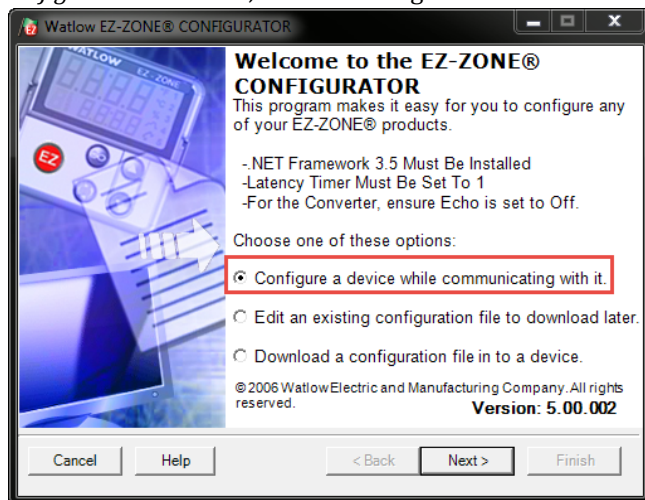 Watlow EZ-ZONE® CONFIGURATOR
WATLOW
EZ-ZONE
EZ
Welcome to the EZ-ZONE®
CONFIGURATOR
This program makes it easy for you to configure any
of your EZ-ZONE® products.
-.NET Framework 3.5 Must Be Installed
-Latency Timer Must Be Set To 1
-For the Converter, ensure Echo is set to Off.
Choose one of these options:
Configure a device while communicating with it.
Edit an existing configuration file to download later.
Download a configuration file in to a device.
©2006 Watlow Electric and Manufacturing Company. All rights
reserved.
Version: 5.00.002
Cancel Help < Back Next > Finish